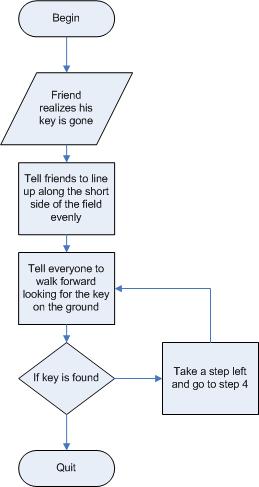 Begin
Friend
realizes his
key is gone
Tell friends to line
up along the short
side of the field
evenly
Tell everyone to
walk forward
looking for the key
on the ground
If key is found
Take a step left
and go to step 4
Quit